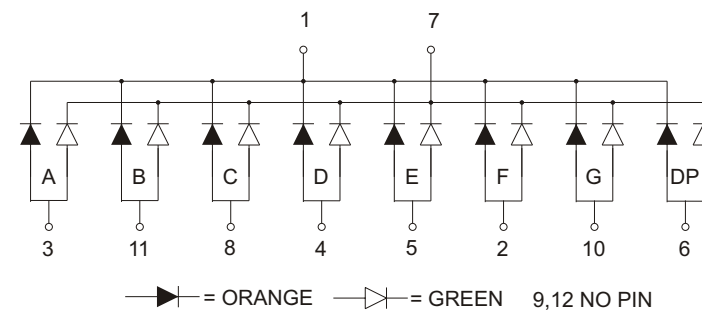 1 7
A B C D E F G DP
3 11 8 4 5 2 10 6
= ORANGE = GREEN 9,12 NO PIN